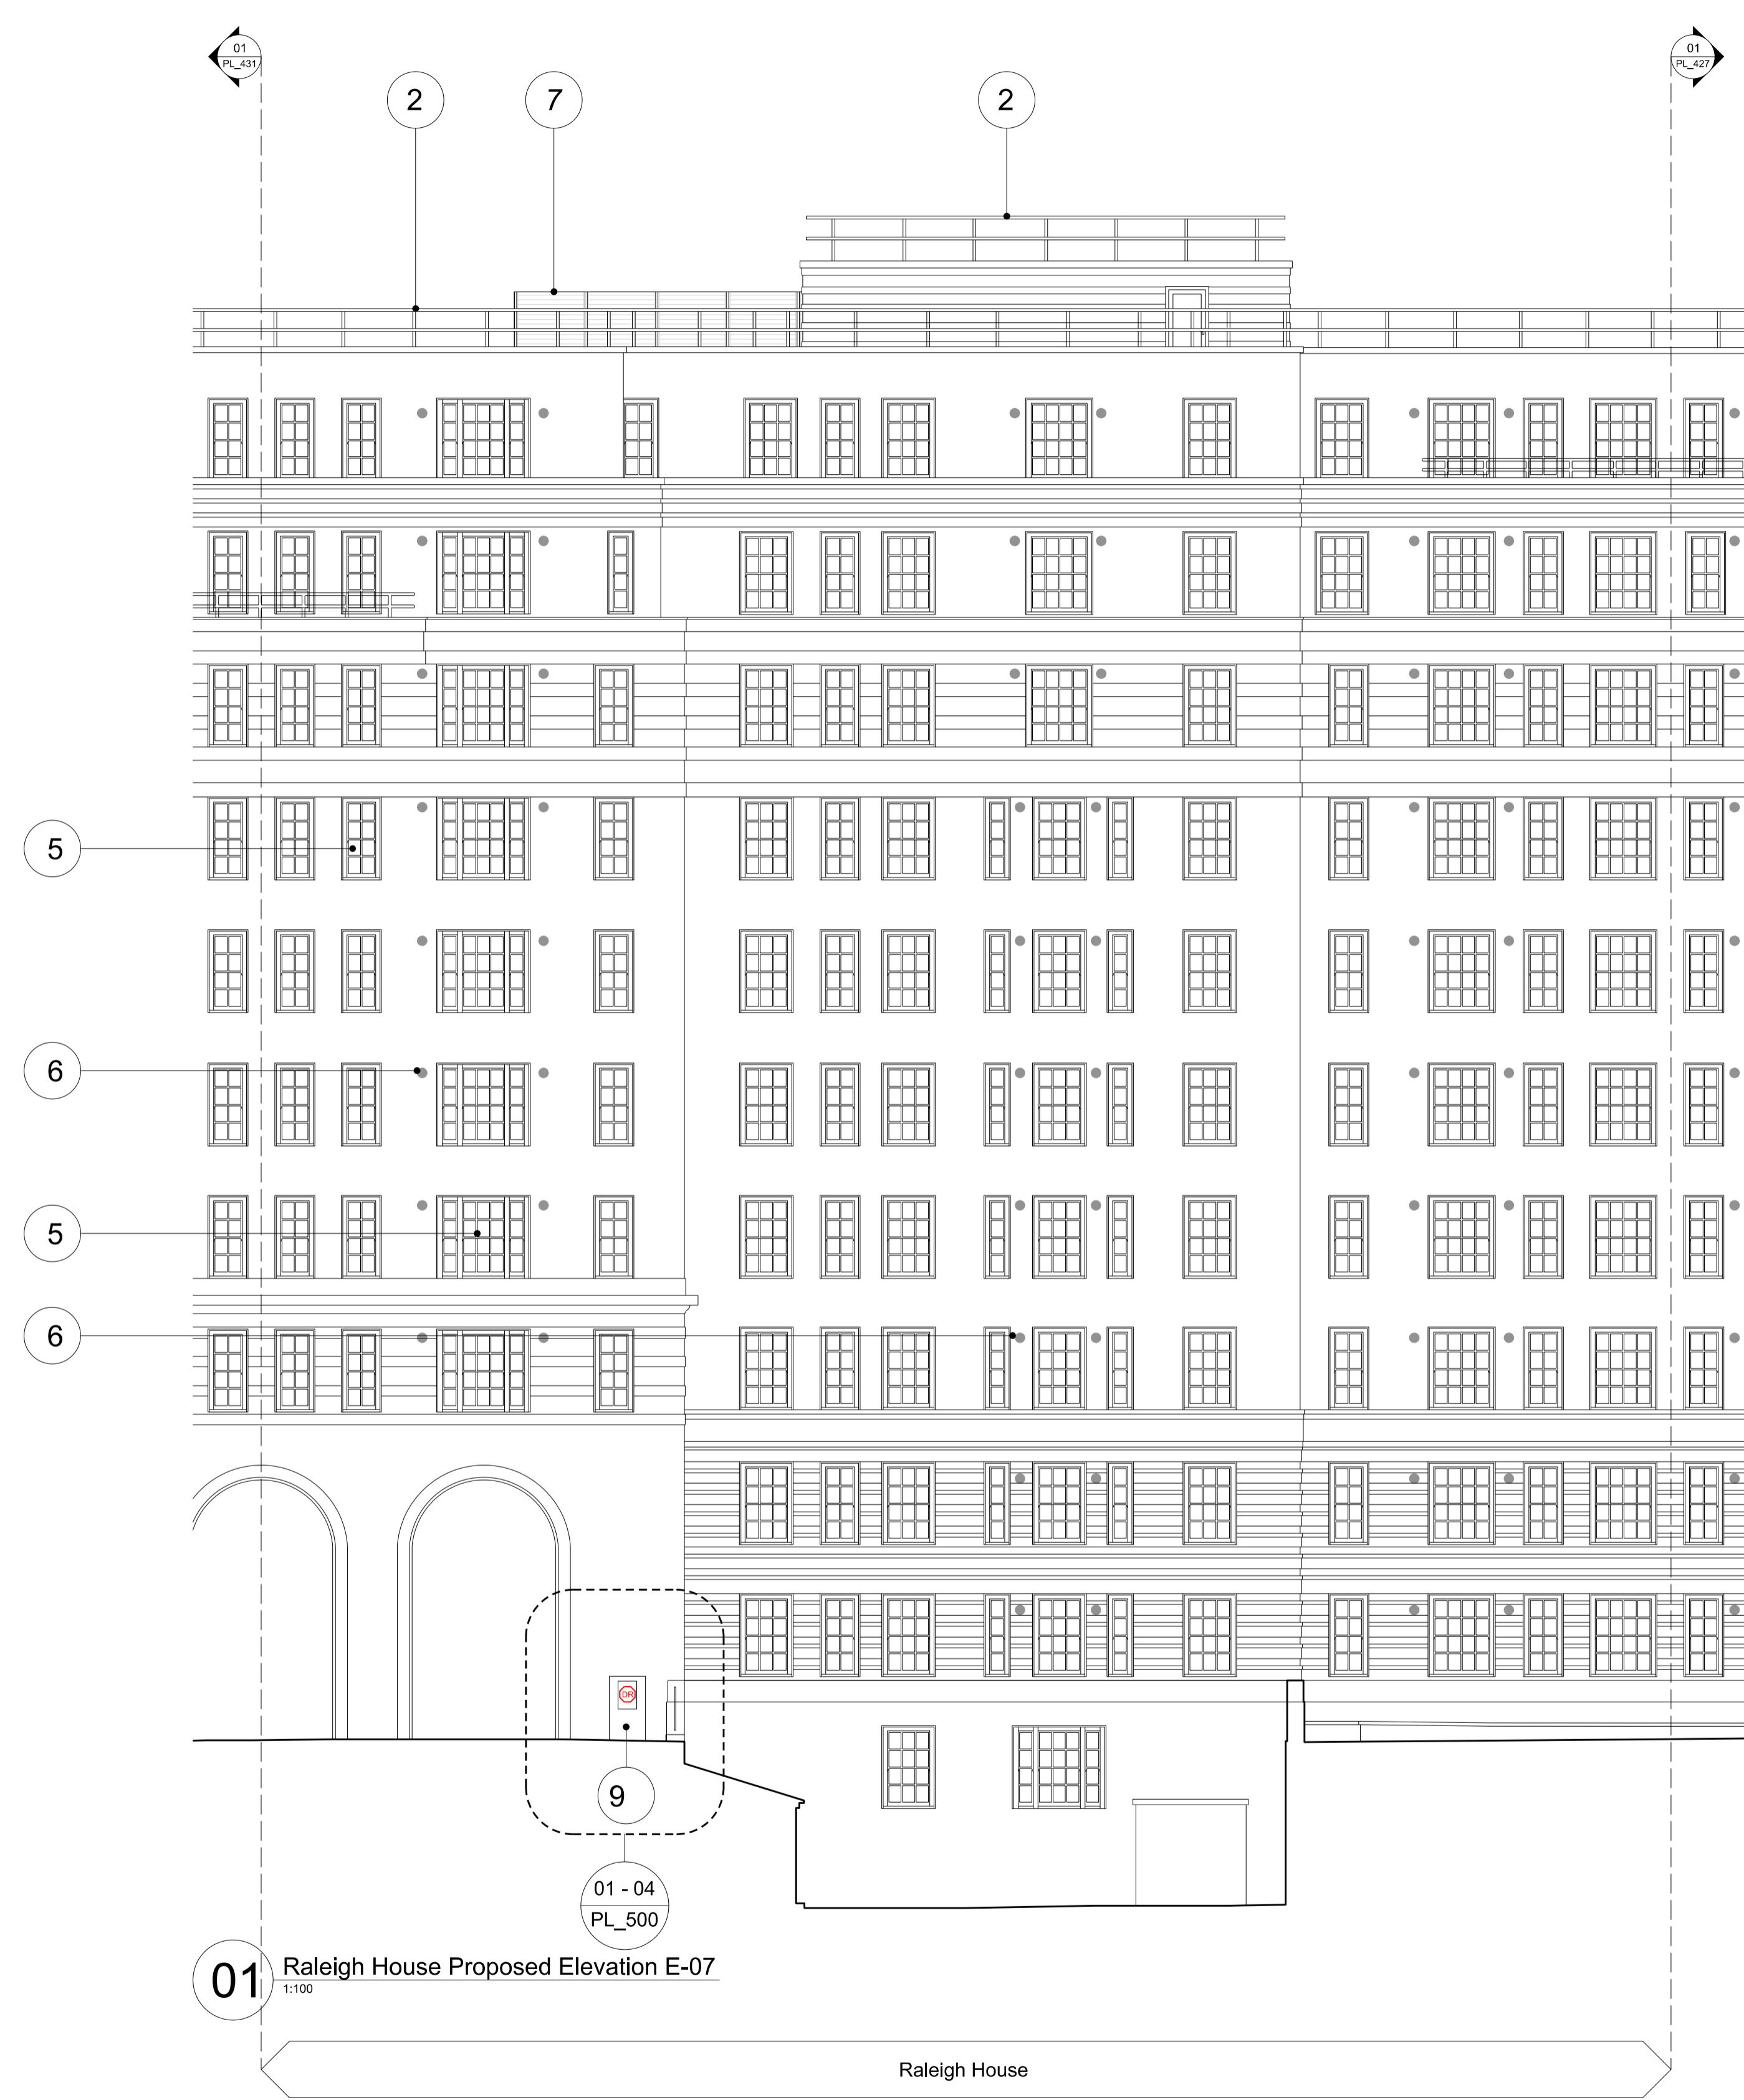 01
PL_431
01
PL_427
2
7
2
5
6
5
6
DR
9
01 - 04
PL_500
01
Raleigh House Proposed Elevation E-07
1:100
Raleigh House